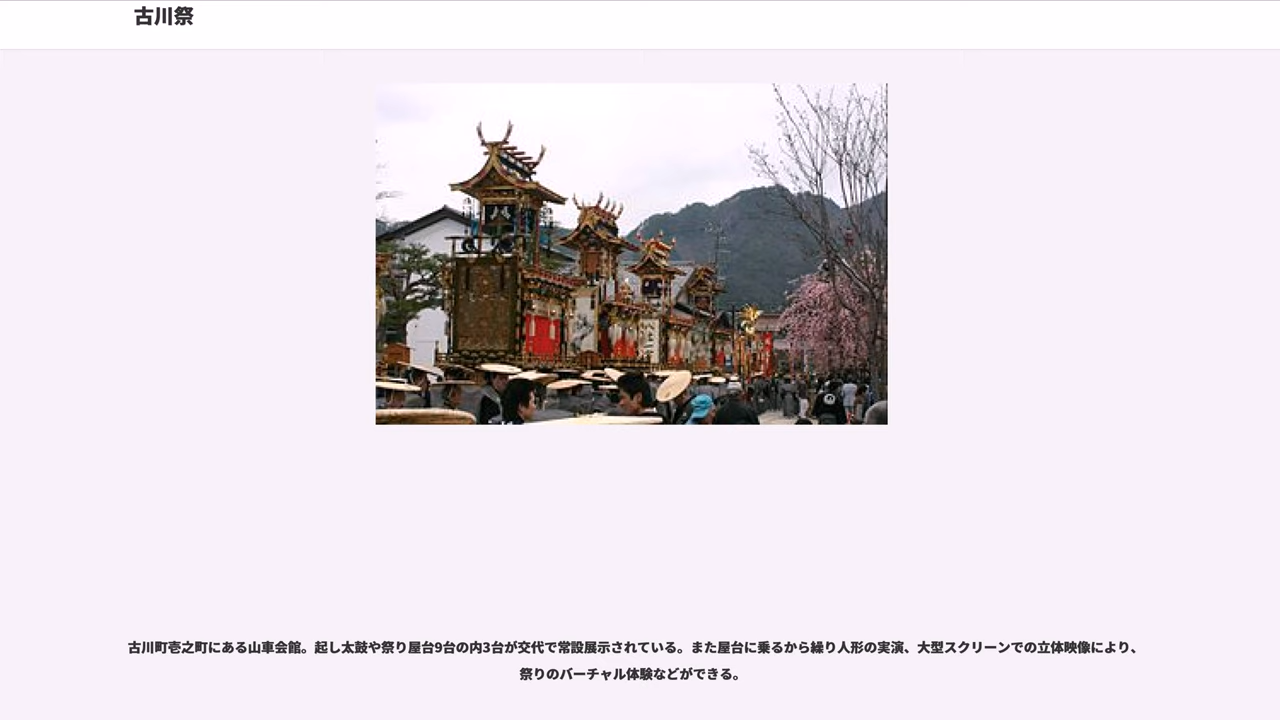 古川祭
古川町壱之町にある山車会館。起し太鼓や祭り屋台9台の内3台が交代で常設展示されている。また屋台に乗るから繰り人形の実演、大型スクリーンでの立体映像により、
祭りのバーチャル体験などができる。